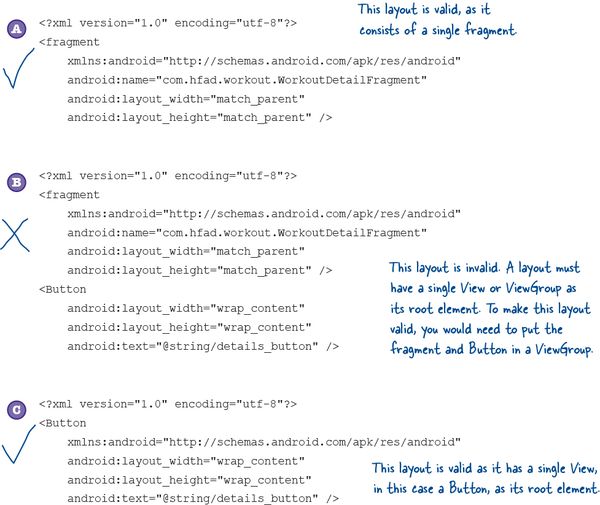 This layout is valid, as it
consists of a single fragment.
A
<?xml version="1.0" encoding="utf-8"?>
<fragment
xmlns:android="http://schemas.android.com/apk/res/android"
android:name="com.hfad.workout.WorkoutDetailFragment"
android:layout_width="match_parent"
android:layout_height="match_parent" />
B
<?xml version="1.0" encoding="utf-8"?>
<fragment
xmlns:android="http://schemas.android.com/apk/res/android"
android:name="com.hfad.workout.WorkoutDetailFragment"
android:layout_width="match_parent"
android:layout_height="match_parent" />
<Button
android:layout_width="wrap_content"
android:layout_height="wrap_content"
android:text="@string/details_button" />
This layout is invalid. A layout must
have a single View or ViewGroup as
its root element. To make this layout
valid, you would need to put the
fragment and Button in a ViewGroup.
C
<?xml version="1.0" encoding="utf-8"?>
<Button
xmlns:android="http://schemas.android.com/apk/res/android"
android:layout_width="wrap_content"
android:layout_height="wrap_content"
android:text="@string/details_button" />
This layout is valid as it has a single View,
in this case a Button, as its root element.